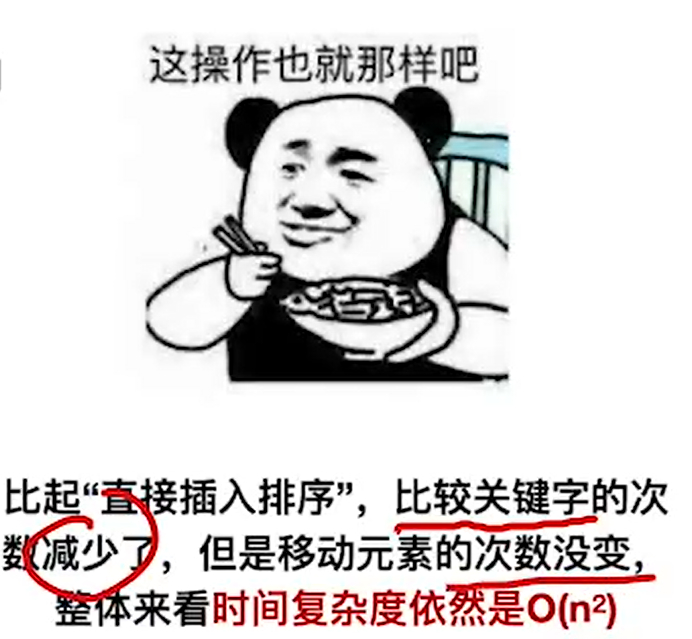 这操作也就那样吧
比起“直接插入排序”，比较关键字的次
数减少了，但是移动元素的次数没变，
整体来看时间复杂度依然是O(n²)